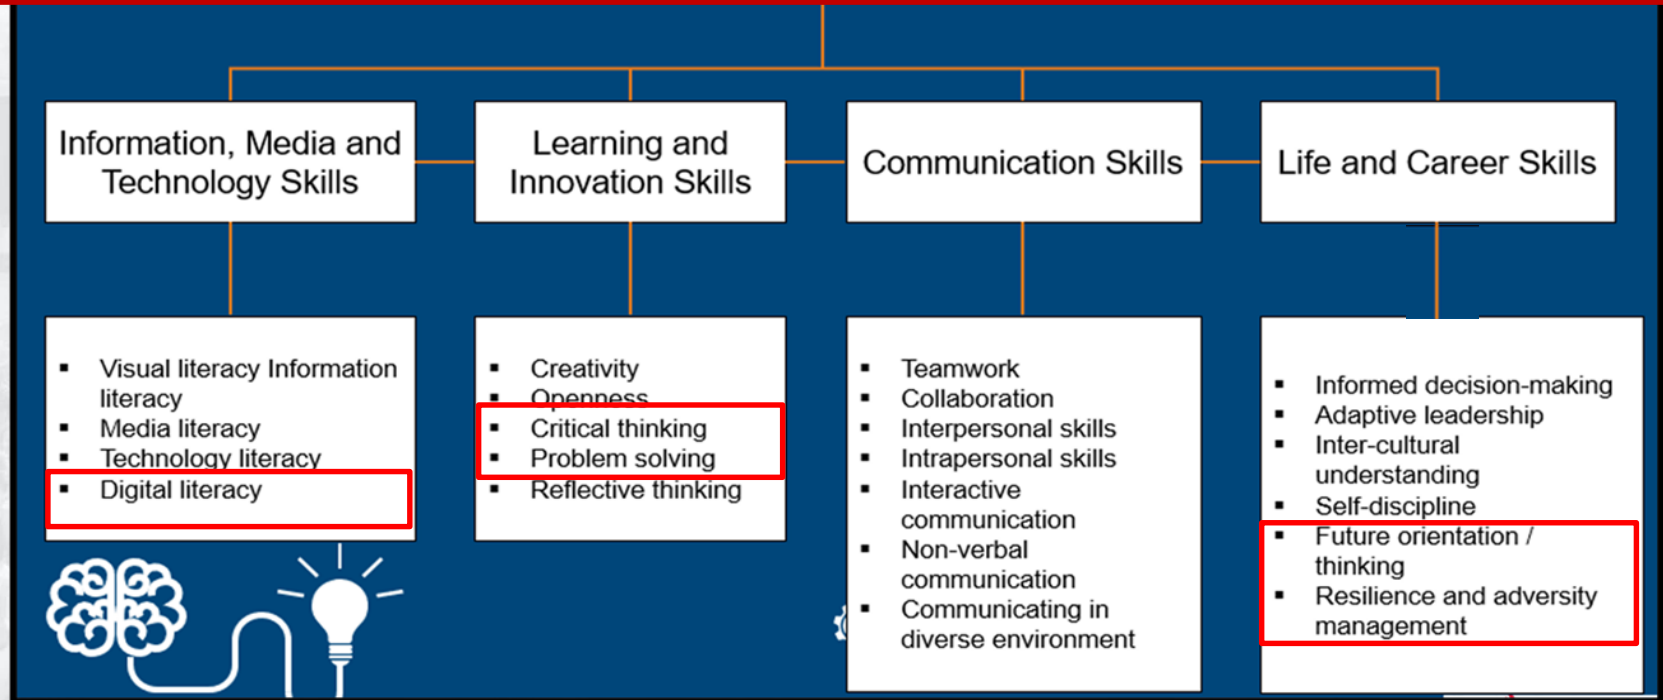 Information, Media and
Technology Skills
Learning and
Innovation Skills
Communication Skills
Life and Career Skills
▪ Visual literacy Information
literacy
▪ Media literacy
▪ Technology literacy
▪ Digital literacy
▪ Creativity
▪ Openness
▪ Critical thinking
▪ Problem solving
▪ Reflective thinking
▪ Teamwork
▪ Collaboration
▪ Interpersonal skills
▪ Intrapersonal skills
▪ Interactive
communication
▪ Non-verbal
communication
▪ Communicating in
diverse environment
▪ Informed decision-making
▪ Adaptive leadership
▪ Inter-cultural
understanding
▪ Self-discipline
▪ Future orientation /
thinking
▪ Resilience and adversity
management